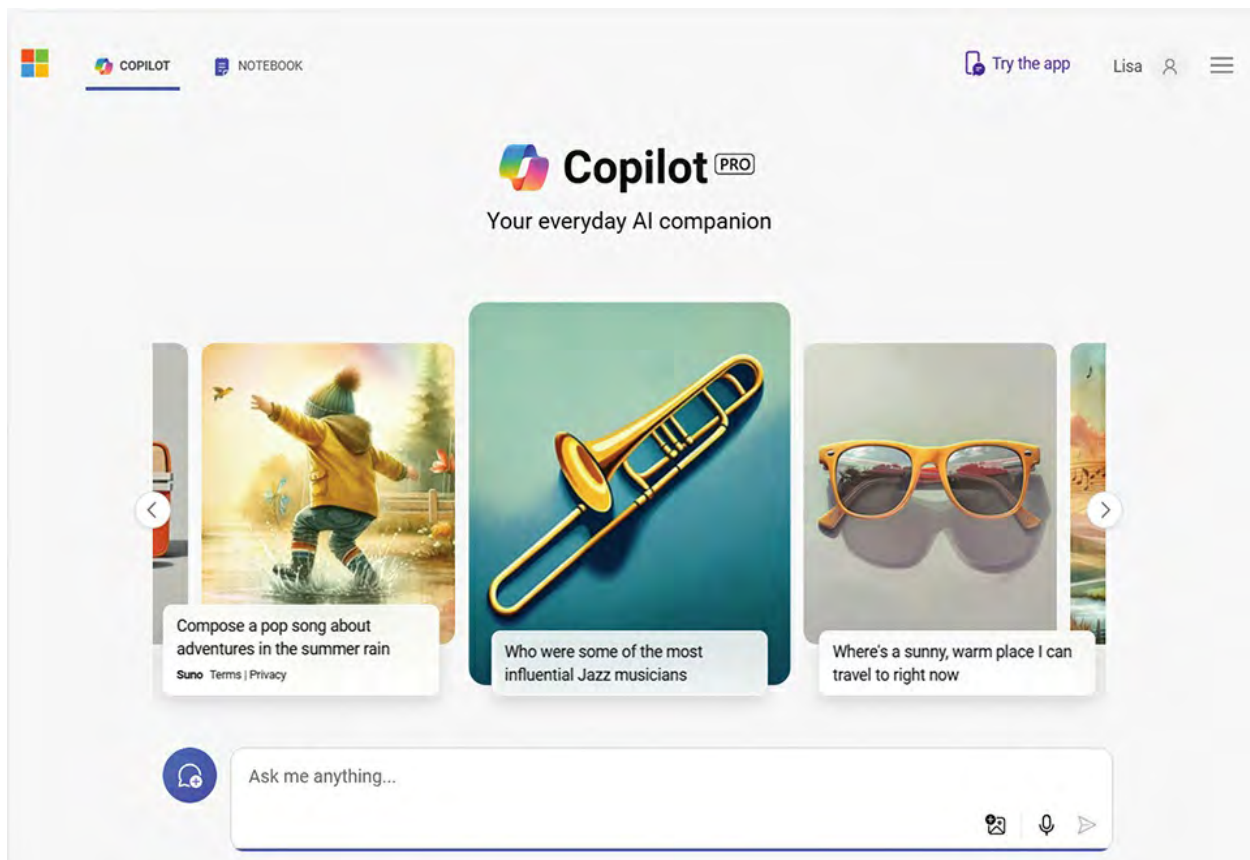 COPILOT
NOTEBOOK
Try the app
Lisa
Copilot PRO
Your everyday AI companion
Compose a pop song about
adventures in the summer rain
Suno Terms | Privacy
Who were some of the most
influential Jazz musicians
Where's a sunny, warm place I can
travel to right now
Ask me anything...